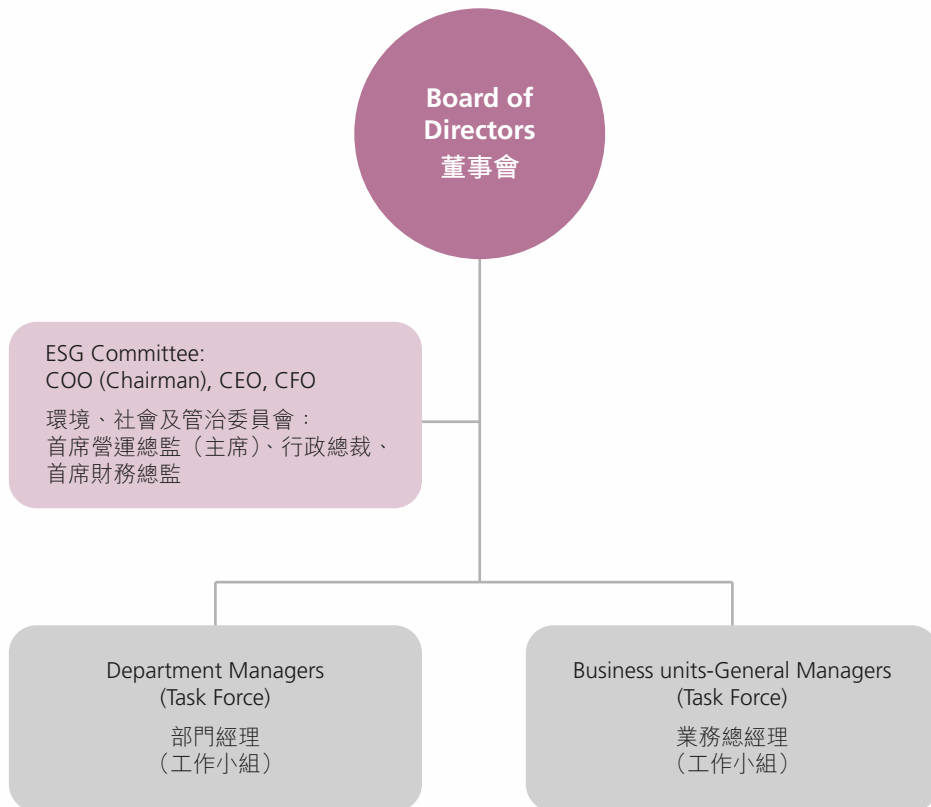 Board of
Directors
董事會
ESG Committee:
COO (Chairman), CEO, CFO
環境、社會及管治委員會：
首席營運總監（主席）、行政總裁、
首席財務總監
Department Managers
(Task Force)
部門經理
（工作小組）
Business units-General Managers
(Task Force)
業務總經理
（工作小組）